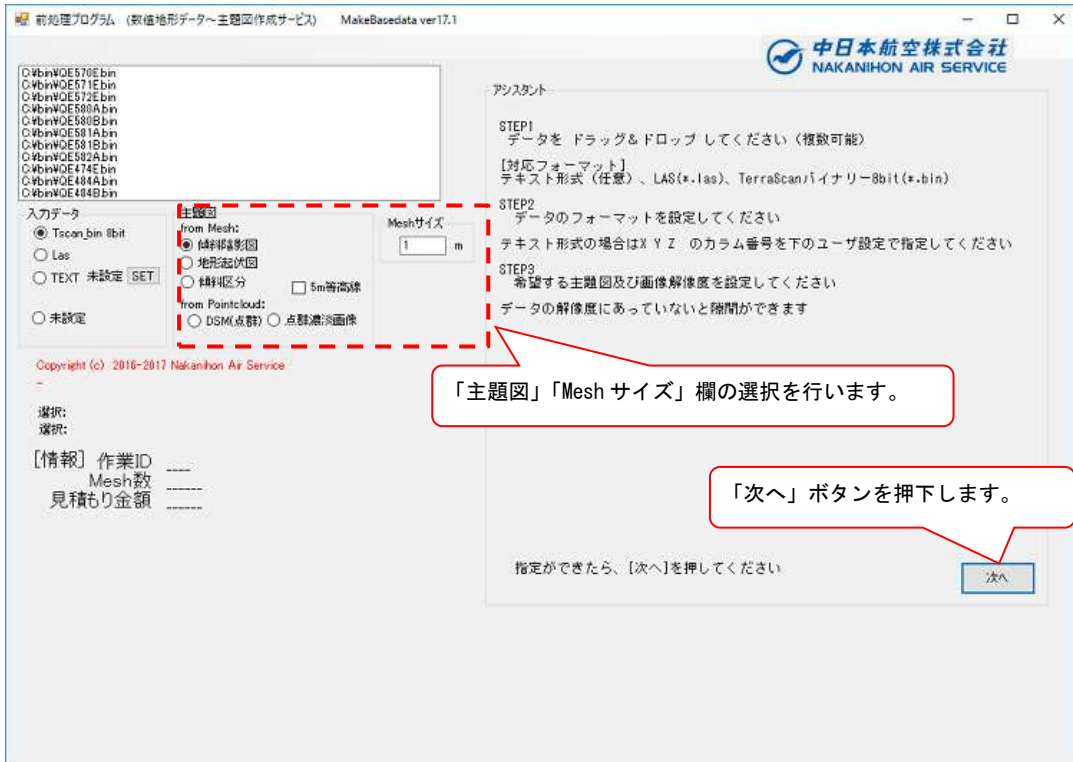 前処理プログラム (数値地形データ～主題図作成サービス) MakeBasedata ver17.1
中日本航空株式会社
NAKANIHON AIR SERVICE
C:¥bin¥QE570E.bin
C:¥bin¥QE571E.bin
C:¥bin¥QE572E.bin
C:¥bin¥QE580A.bin
C:¥bin¥QE580B.bin
C:¥bin¥QE581A.bin
C:¥bin¥QE581B.bin
C:¥bin¥QE582A.bin
C:¥bin¥QE474E.bin
C:¥bin¥QE484A.bin
C:¥bin¥QE484B.bin
入力データ
Tscan_bin 8bit
Las
TEXT 未設定 SET
未設定
主題図
from Mesh:
傾斜陰影図
地形起伏図
傾斜区分
5m等高線
from Pointcloud:
DSM(点群) 点群濃淡画像
Meshサイズ
1 m
Copyright (c) 2016-2017 Nakanihon Air Service
-
選択:
選択:
[情報] 作業ID ____
Mesh数 ______
見積もり金額 ______
アシスタント
STEP1
データを ドラッグ&ドロップ してください (複数可能)
[対応フォーマット]
テキスト形式 (任意)、LAS(*.las)、TerraScanバイナリー8bit(*.bin)
STEP2
データのフォーマットを設定してください
テキスト形式の場合はX Y Z のカラム番号を下のユーザ設定で指定してください
STEP3
希望する主題図及び画像解像度を設定してください
データの解像度にあっていないと隙間ができます
「主題図」「Mesh サイズ」欄の選択を行います。
「次へ」ボタンを押下します。
指定ができたら、[次へ]を押してください
次へ